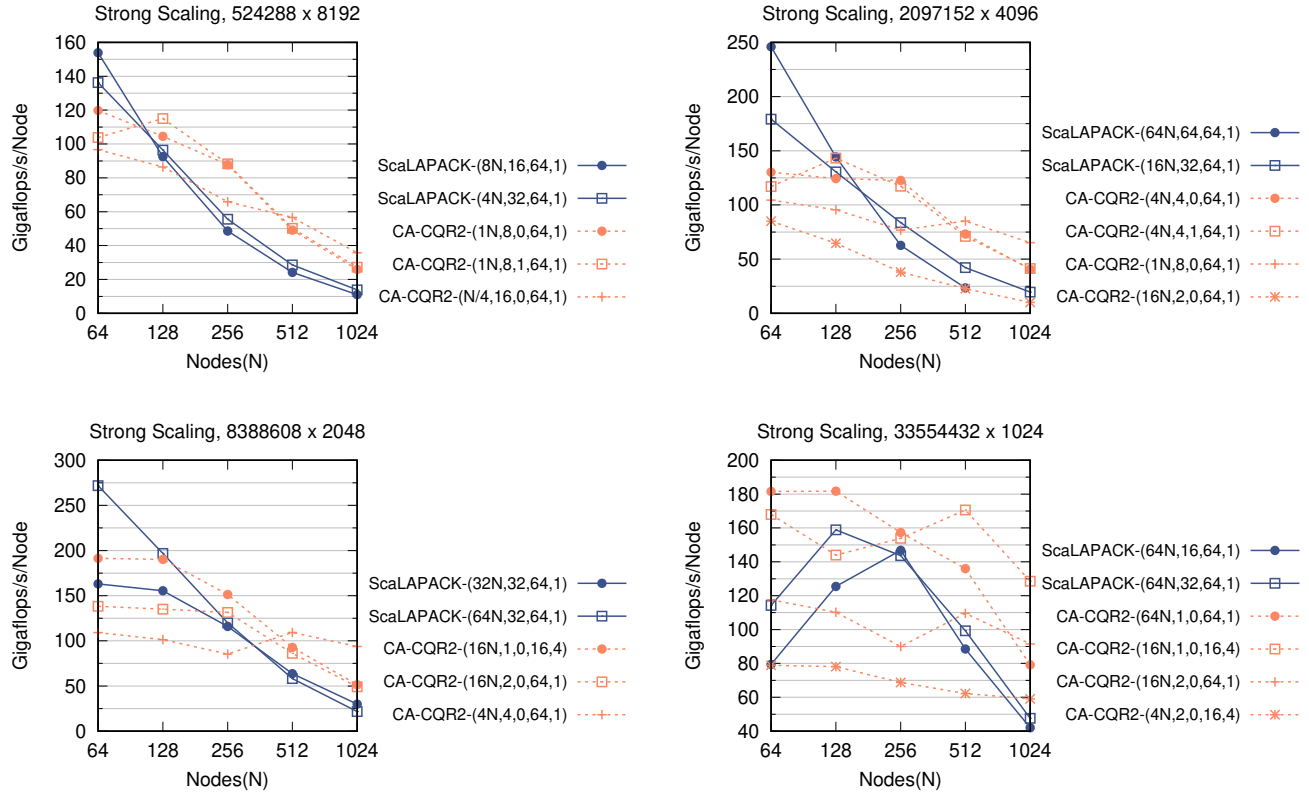 Strong Scaling, 524288 x 8192
Gigaflops/s/Node
160
140
120
100
80
60
40
20
0
64
128
256
512
1024
Nodes(N)
ScaLAPACK-(8N,16,64,1)
ScaLAPACK-(4N,32,64,1)
CA-CQR2-(1N,8,0,64,1)
CA-CQR2-(1N,8,1,64,1)
CA-CQR2-(N/4,16,0,64,1)
Strong Scaling, 2097152 x 4096
Gigaflops/s/Node
250
200
150
100
50
0
64
128
256
512
1024
Nodes(N)
ScaLAPACK-(64N,64,64,1)
ScaLAPACK-(16N,32,64,1)
CA-CQR2-(4N,4,0,64,1)
CA-CQR2-(4N,4,1,64,1)
CA-CQR2-(1N,8,0,64,1)
CA-CQR2-(16N,2,0,64,1)
Strong Scaling, 8388608 x 2048
Gigaflops/s/Node
300
250
200
150
100
50
0
64
128
256
512
1024
Nodes(N)
ScaLAPACK-(32N,32,64,1)
ScaLAPACK-(64N,32,64,1)
CA-CQR2-(16N,1,0,16,4)
CA-CQR2-(16N,2,0,64,1)
CA-CQR2-(4N,4,0,64,1)
Strong Scaling, 33554432 x 1024
Gigaflops/s/Node
200
180
160
140
120
100
80
60
40
64
128
256
512
1024
Nodes(N)
ScaLAPACK-(64N,16,64,1)
ScaLAPACK-(64N,32,64,1)
CA-CQR2-(64N,1,0,64,1)
CA-CQR2-(16N,1,0,16,4)
CA-CQR2-(16N,2,0,64,1)
CA-CQR2-(4N,2,0,16,4)